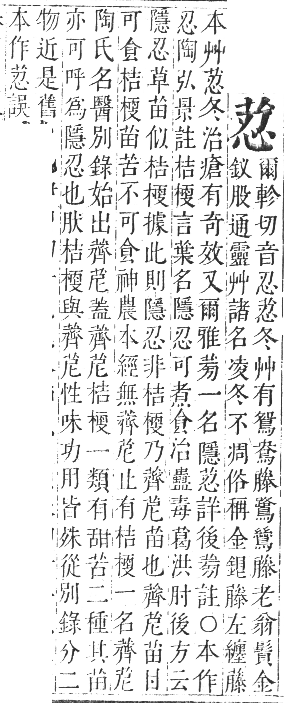 荵
爾軫切音忍荵冬艸有鴛鴦藤鷺鷥藤老翁鬚金
釵股通靈艸諸名凌冬不凋俗稱金銀藤左纏藤
本艸荵冬治瘡有奇效又爾雅蒡一名隱荵詳後蒡註○本作
忍陶弘景註桔梗言葉名隱忍可煮食治蠱毒葛洪肘後方云
隱忍草苗似桔梗據此則隱忍非桔梗乃薺苨苗也薺苨苗甘
可食桔梗苗苦不可食神農本經無薺苨止有桔梗一名薺苨
陶氏名醫別錄始出薺苨蓋薺苨桔梗一類有甜苦二種其苗
亦可呼為隱忍也肰桔梗與薺苨性味功用皆殊從別錄分二
物近是舊
本作荵誤